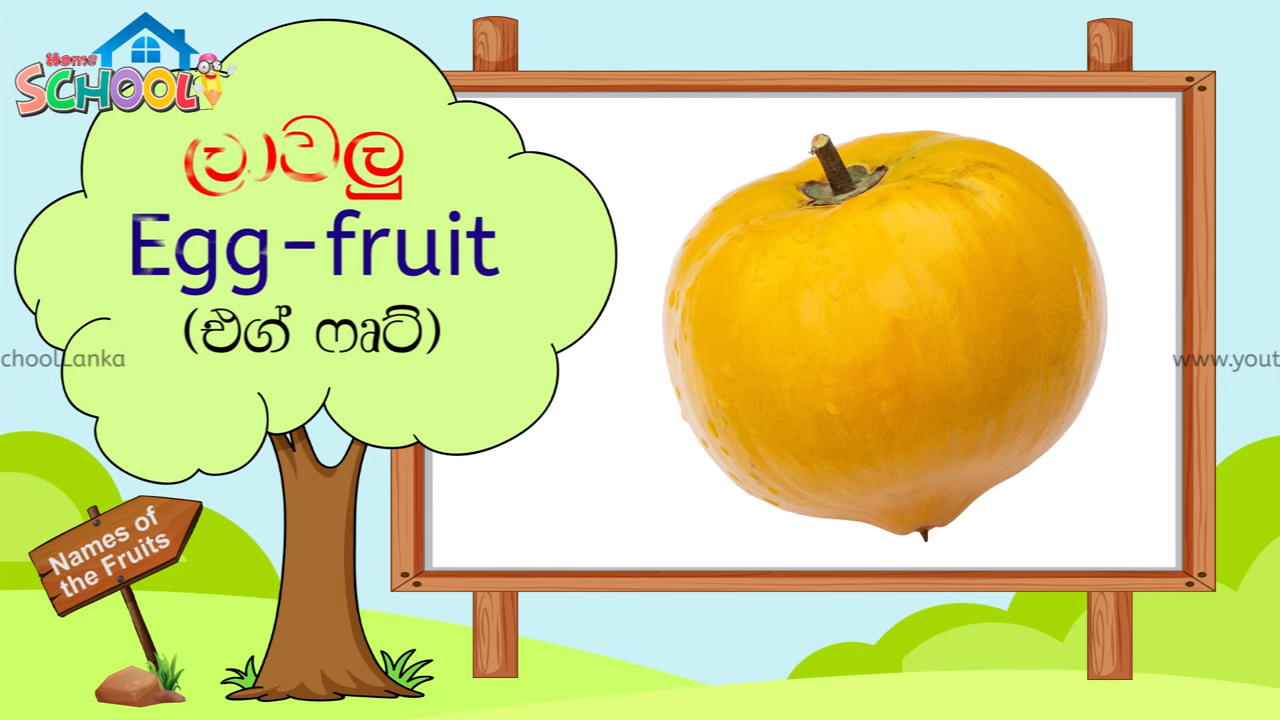 Home
SCHOOL
ලාවලු
Egg-fruit
(එග් ෆෘට්)
choolLanka
www.yout
Names of
the Fruits